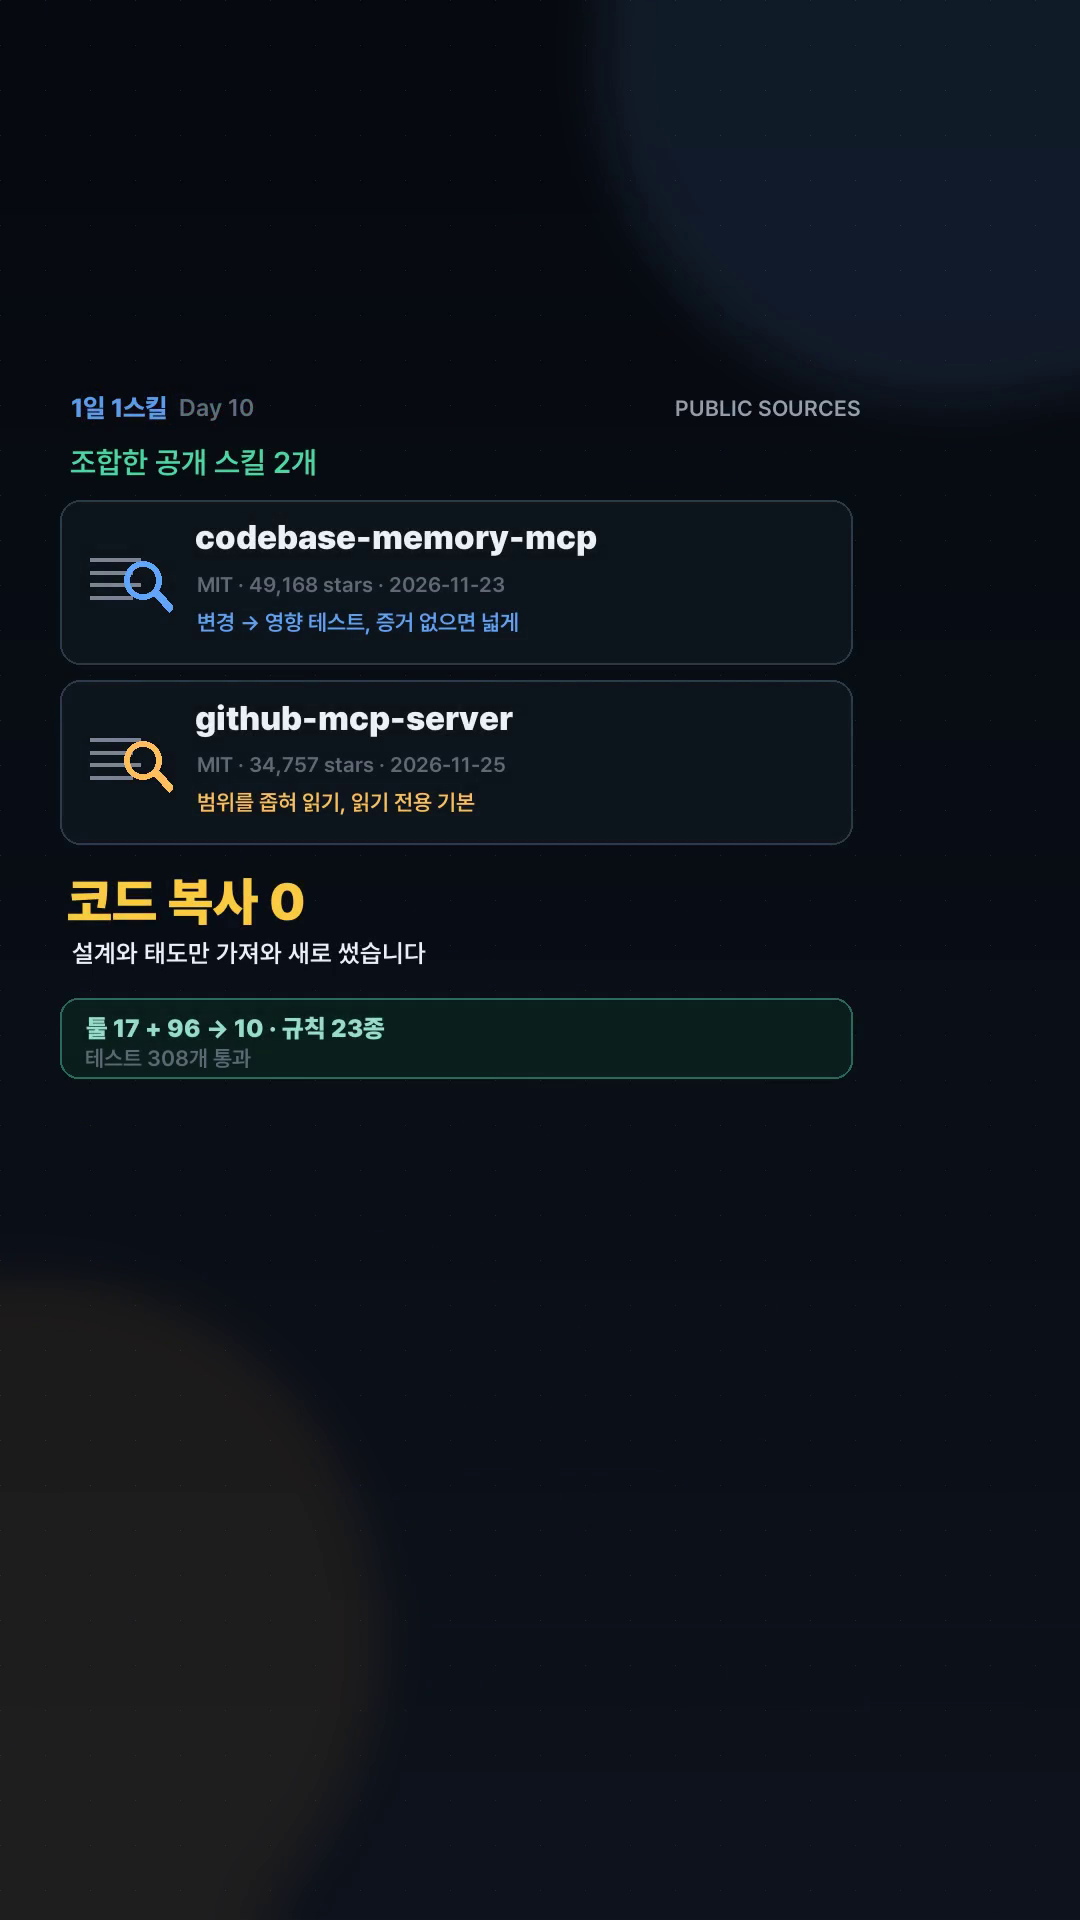 1일 1스킬 Day 10 PUBLIC SOURCES
조합한 공개 스킬 2개
codebase-memory-mcp
MIT · 49,168 stars · 2026-11-23
변경 → 영향 테스트, 증거 없으면 넓게
github-mcp-server
MIT · 34,757 stars · 2026-11-25
범위를 좁혀 읽기, 읽기 전용 기본
코드 복사 0
설계와 태도만 가져와 새로 썼습니다
툴 17 + 96 → 10 · 규칙 23종
테스트 308개 통과